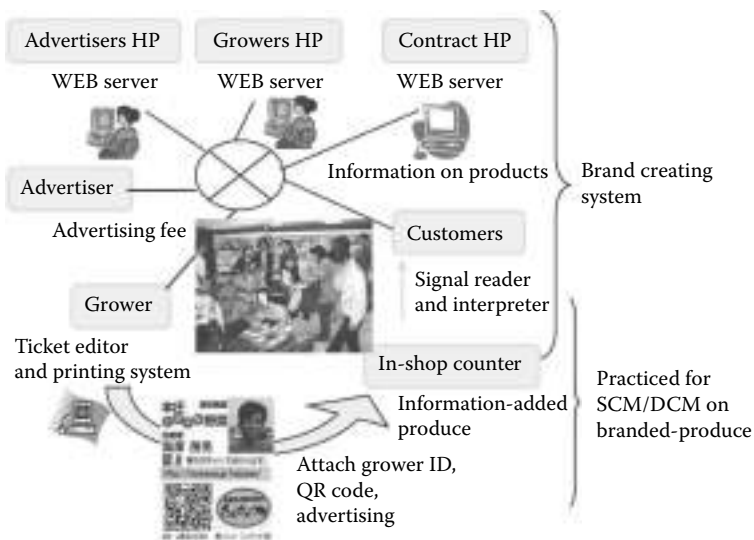 Advertisers HP
Growers HP
Contract HP
WEB server
WEB server
WEB server
Information on products
Brand creating
system
Advertiser
Advertising fee
Customers
Signal reader
and interpreter
Grower
Ticket editor
and printing system
In-shop counter
Information-added
produce
Practiced for
SCM/DCM on
branded-produce
Attach grower ID,
QR code,
advertising